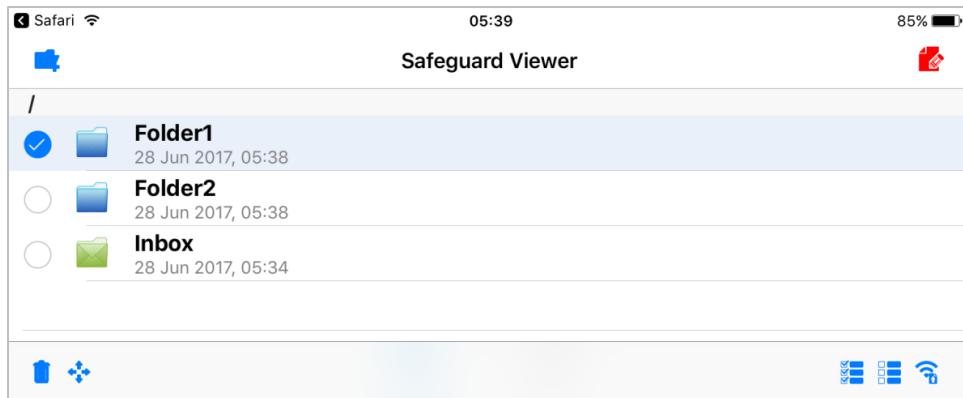 Safari 05:39 85%
Safeguard Viewer
/
Folder1
28 Jun 2017, 05:38
Folder2
28 Jun 2017, 05:38
Inbox
28 Jun 2017, 05:34